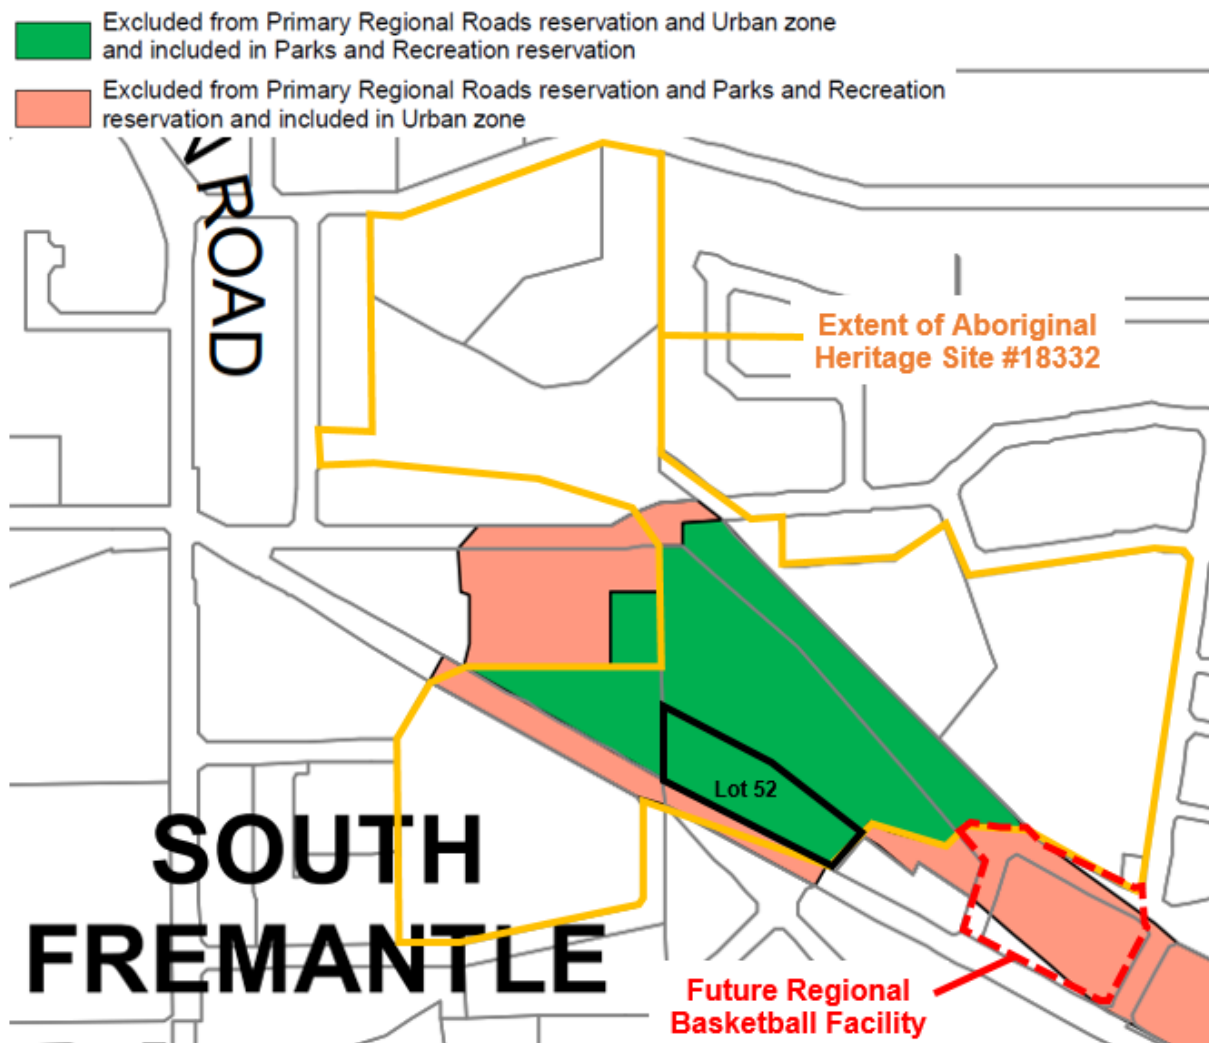 Excluded from Primary Regional Roads reservation and Urban zone
and included in Parks and Recreation reservation
Excluded from Primary Regional Roads reservation and Parks and Recreation
reservation and included in Urban zone
N ROAD
Extent of Aboriginal
Heritage Site #18332
Lot 52
SOUTH
FREMANTLE
Future Regional
Basketball Facility